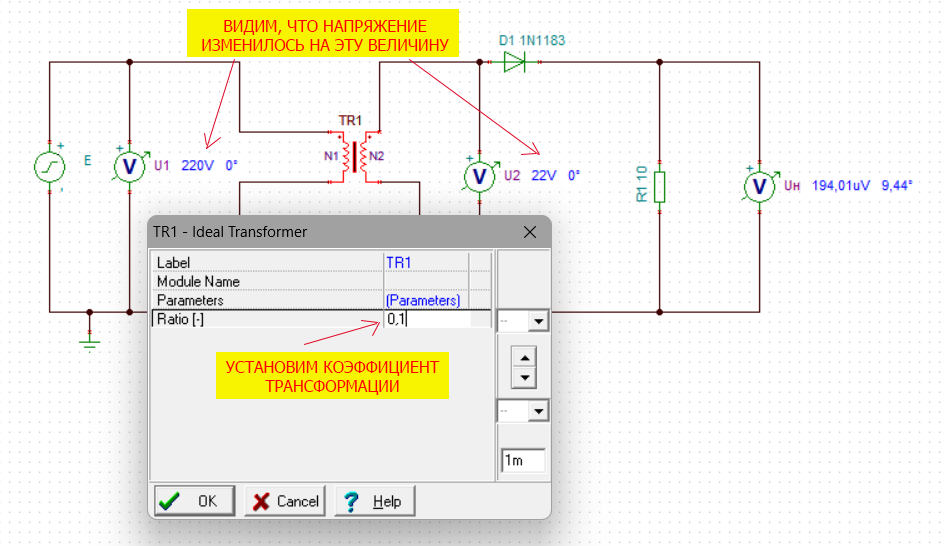 ВИДИМ, ЧТО НАПРЯЖЕНИЕ
ИЗМЕНИЛОСЬ НА ЭТУ ВЕЛИЧИНУ
D1 1N1183
TR1
+
E
+
V
U1 220V 0°
N1
N2
+
V
U2 22V 0°
R1 10
+
V
Uн 194,01uV 9,44°
TR1 - Ideal Transformer
Label TR1
Module Name
Parameters (Parameters)
Ratio [-] 0,1
--
УСТАНОВИМ КОЭФФИЦИЕНТ
ТРАНСФОРМАЦИИ
--
1m
OK Cancel ? Help